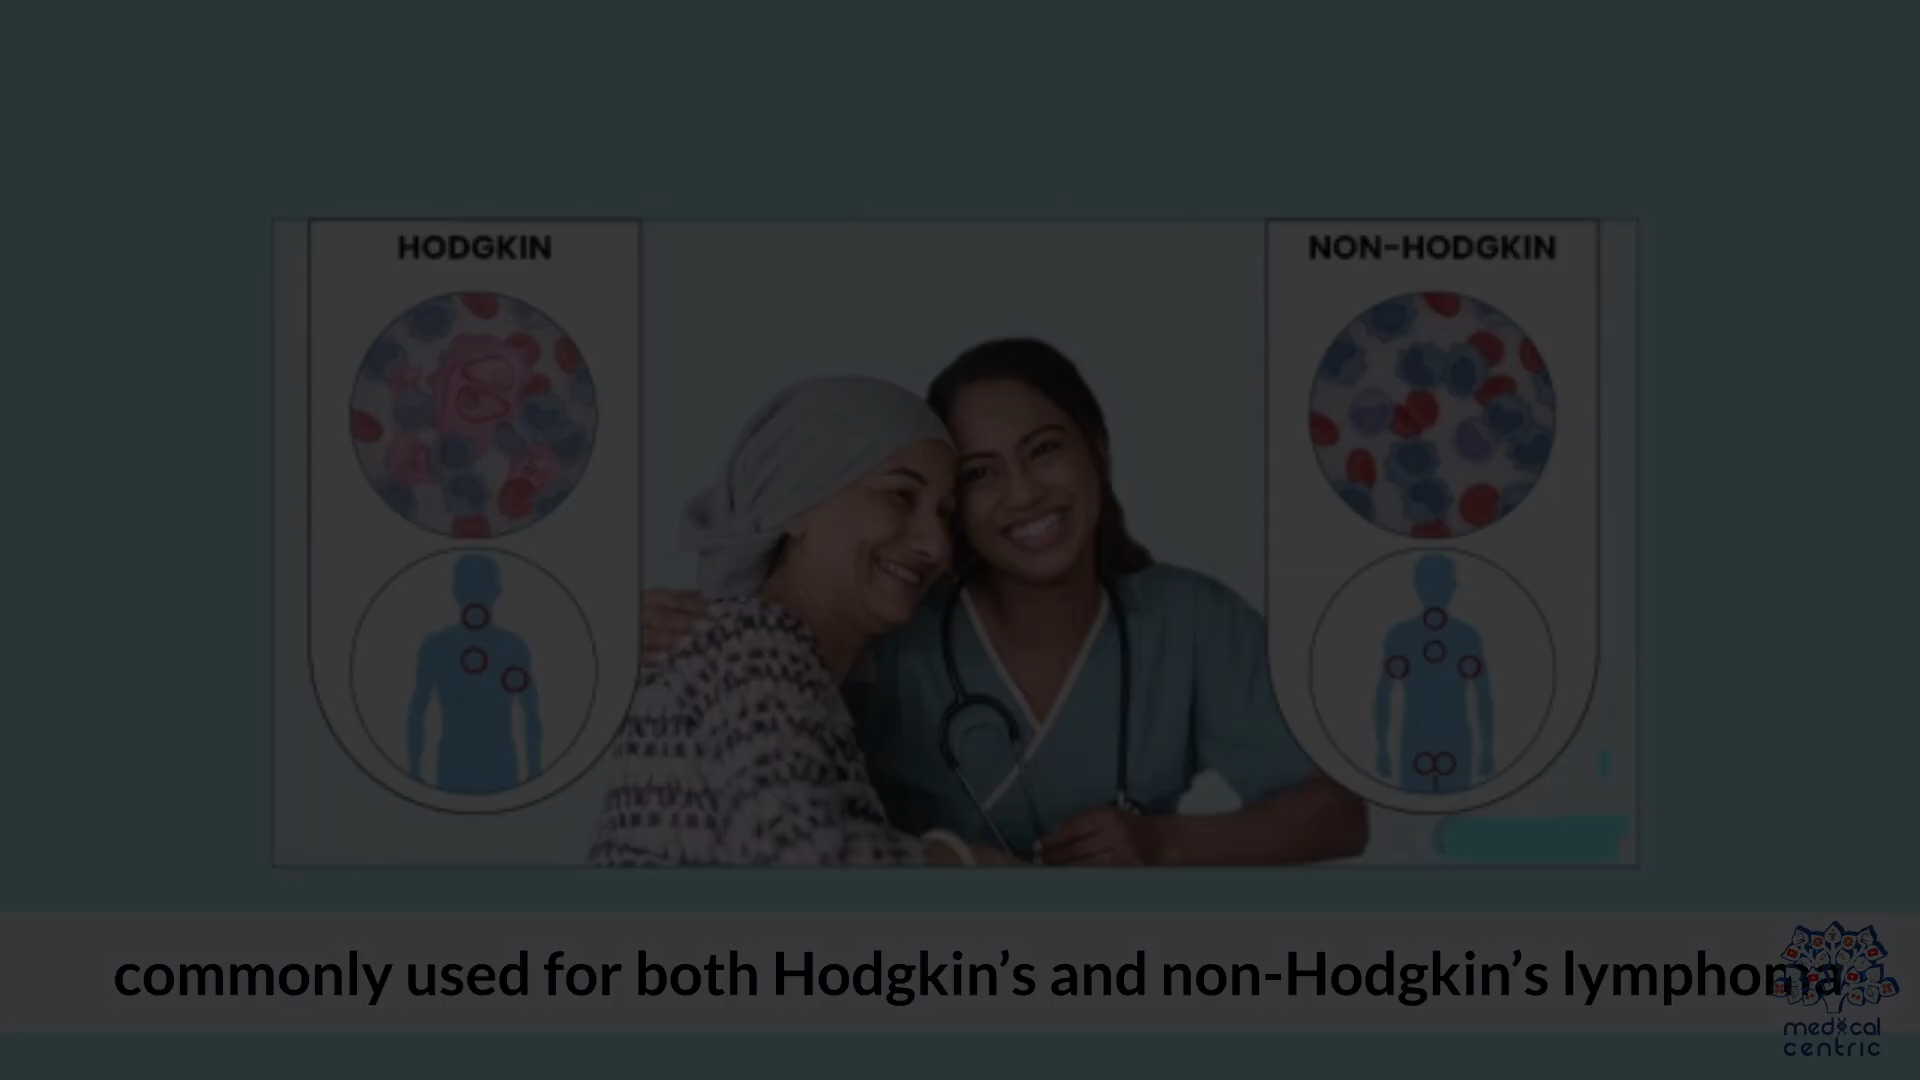 HODGKIN
NON-HODGKIN
commonly used for both Hodgkin’s and non-Hodgkin’s lymphoma
medical
centric